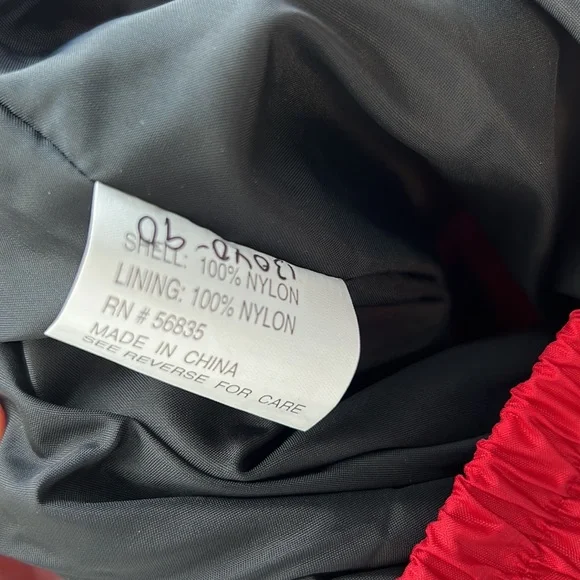 SHELL: 100% NYLON
LINING: 100% NYLON
RN # 56835
MADE IN CHINA
SEE REVERSE FOR CARE